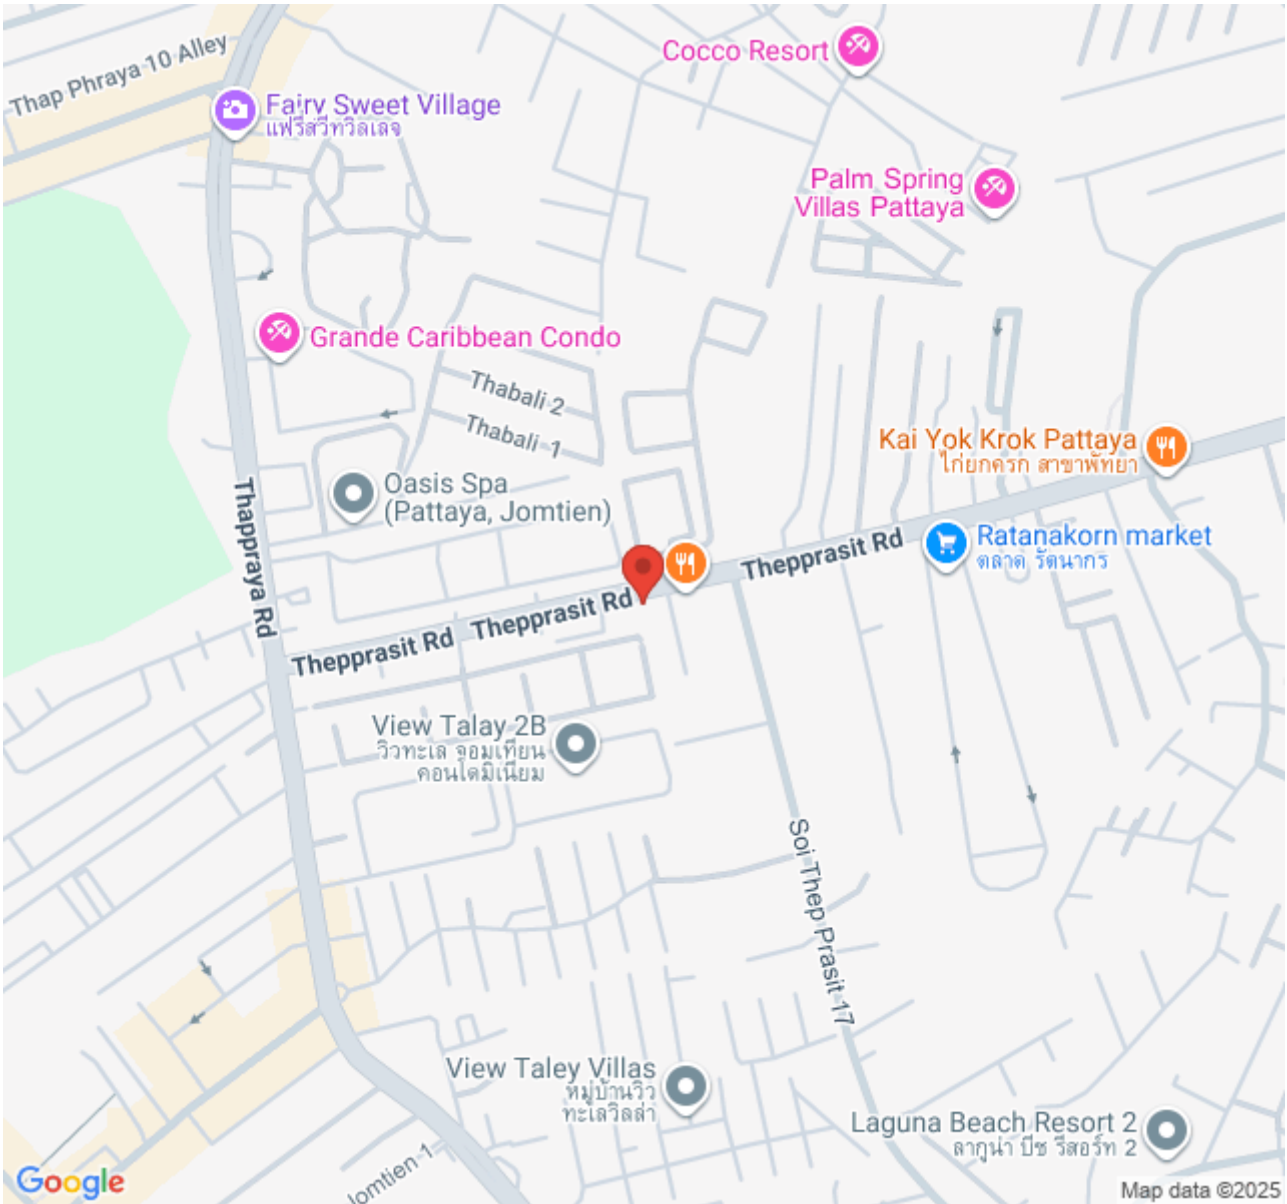 Thap Phraya 10 Alley
Cocco Resort
Fairy Sweet Village
แฟรี่สวีทวิลเลจ
Palm Spring
Villas Pattaya
Grande Caribbean Condo
Thabali 2
Thabali 1
Kai Yok Krok Pattaya
ไก่ยกครก สาขาพัทยา
Oasis Spa
(Pattaya, Jomtien)
Thappraya Rd
Ratanakorn market
ตลาด รัตนากร
Thepprasit Rd
Thepprasit Rd
Thepprasit Rd
View Talay 2B
วิวทะเล จอมเทียน
คอนโดมิเนียม
Soi Thep Prasit 17
View Taley Villas
หมู่บ้านวิว
ทะเลวิลล่า
Laguna Beach Resort 2
ลากูน่า บีช รีสอร์ท 2
Jomtien 1
Google
Map data ©2025